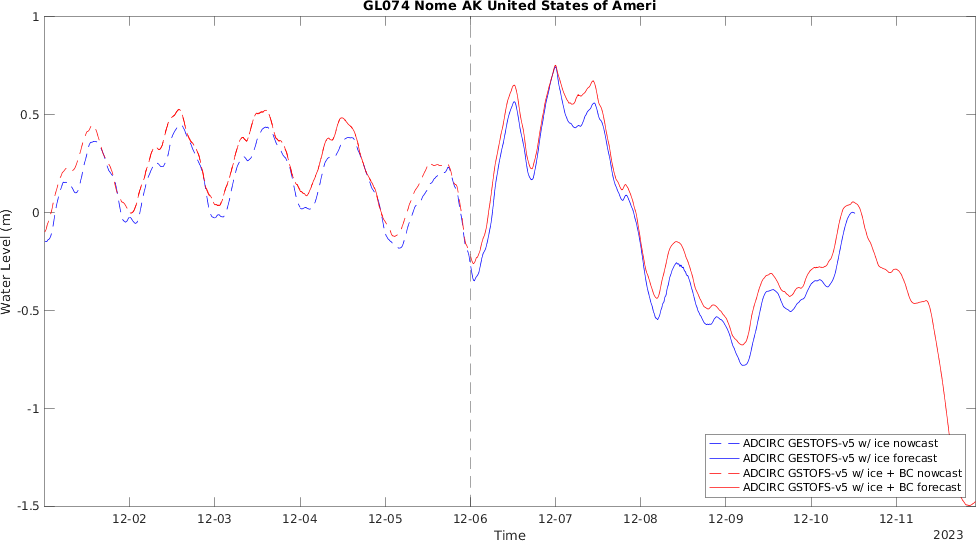 GL074 Nome AK United States of Ameri
1
0.5
0
-0.5
-1
-1.5
Water Level (m)
ADCIRC GESTOFS-v5 w/ ice nowcast
ADCIRC GESTOFS-v5 w/ ice forecast
ADCIRC GSTOFS-v5 w/ ice + BC nowcast
ADCIRC GSTOFS-v5 w/ ice + BC forecast
12-02 12-03 12-04 12-05 12-06 12-07 12-08 12-09 12-10 12-11
Time
2023